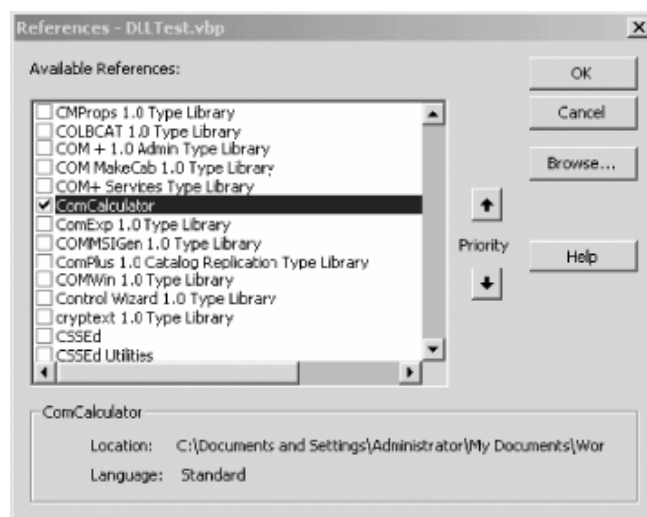 References - DLLTest.vbp
Available References:
OK
Cancel
Browse...
Help
CMProps 1.0 Type Library
COLBCAT 1.0 Type Library
COM + 1.0 Admin Type Library
COM MakeCab 1.0 Type Library
COM+ Services Type Library
ComCalculator
ComExp 1.0 Type Library
COMMSIGen 1.0 Type Library
ComPlus 1.0 Catalog Replication Type Library
COMWin 1.0 Type Library
Control Wizard 1.0 Type Library
cryptext 1.0 Type Library
CSSEd
CSSEd Utilities
Priority
ComCalculator
Location: C:\Documents and Settings\Administrator\My Documents\Wor
Language: Standard